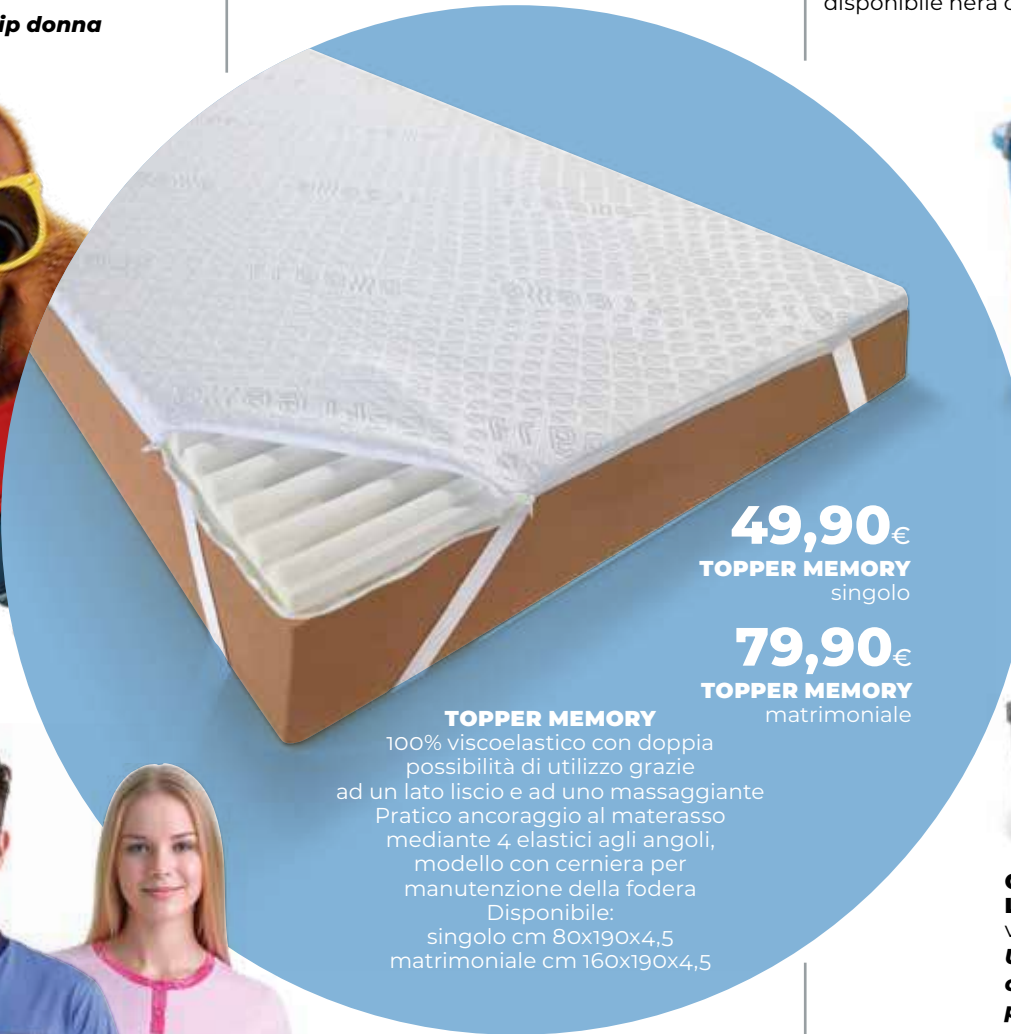 ip donna
disponibile nera o
49,90€
TOPPER MEMORY
singolo
79,90€
TOPPER MEMORY
matrimoniale
TOPPER MEMORY
100% viscoelastico con doppia
possibilità di utilizzo grazie
ad un lato liscio e ad uno massaggiante
Pratico ancoraggio al materasso
mediante 4 elastici agli angoli,
modello con cerniera per
manutenzione della fodera
Disponibile:
singolo cm 80x190x4,5
matrimoniale cm 160x190x4,5